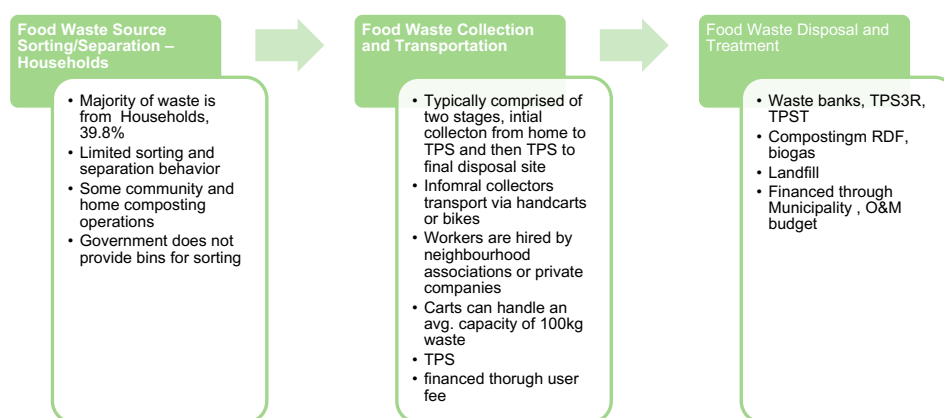 Food Waste Source
Sorting/Separation –
Households
• Majority of waste is
from Households,
39.8%
• Limited sorting and
separation behavior
• Some community and
home composting
operations
• Government does not
provide bins for sorting
Food Waste Collection
and Transportation
• Typically comprised of
two stages, intial
collecton from home to
TPS and then TPS to
final disposal site
• Infomral collectors
transport via handcarts
or bikes
• Workers are hired by
neighbourhood
associations or private
companies
• Carts can handle an
avg. capacity of 100kg
waste
• TPS
• financed thorugh user
fee
Food Waste Disposal and
Treatment
• Waste banks, TPS3R,
TPST
• Compostingm RDF,
biogas
• Landfill
• Financed through
Municipality , O&M
budget